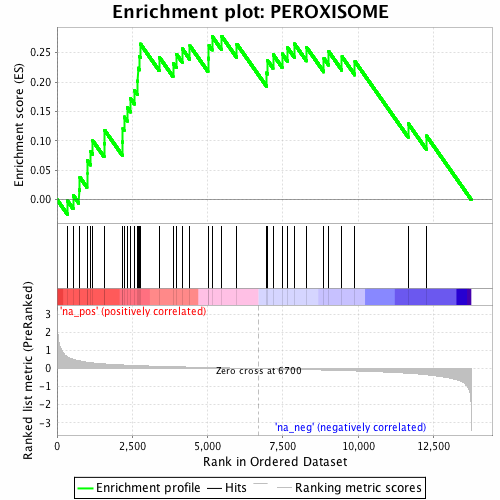 Enrichment plot: PEROXISOME
Enrichment score (ES)
0.25
0.20
0.15
0.10
0.05
0.00
'na_pos' (positively correlated)
Ranked list metric (PreRanked)
3
2
1
0
-1
-2
-3
Zero cross at 6700
'na_neg' (negatively correlated)
0
2,500
5,000
7,500
10,000
12,500
Rank in Ordered Dataset
Enrichment profile
Hits
Ranking metric scores